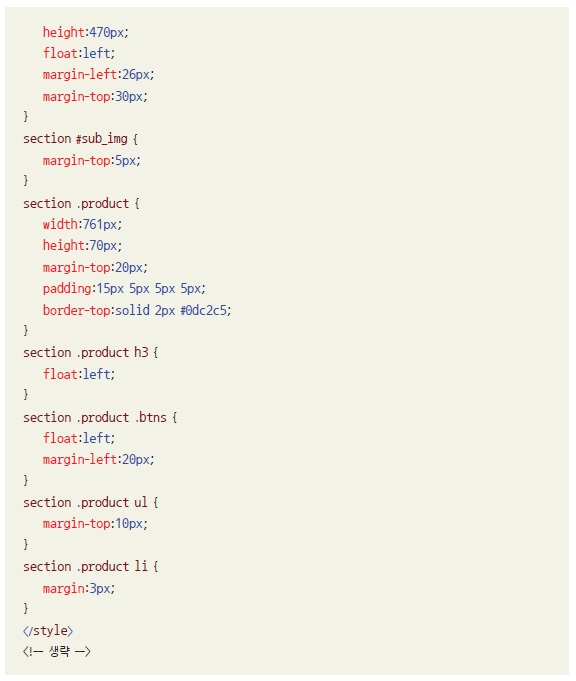 height:470px;
float:left;
margin-left:26px;
margin-top:30px;
}
section #sub_img {
margin-top:5px;
}
section .product {
width:761px;
height:70px;
margin-top:20px;
padding:15px 5px 5px 5px;
border-top:solid 2px #0dc2c5;
}
section .product h3 {
float:left;
}
section .product .btns {
float:left;
margin-left:20px;
}
section .product ul {
margin-top:10px;
}
section .product li {
margin:3px;
}
</style>
<!-- 생략 -->